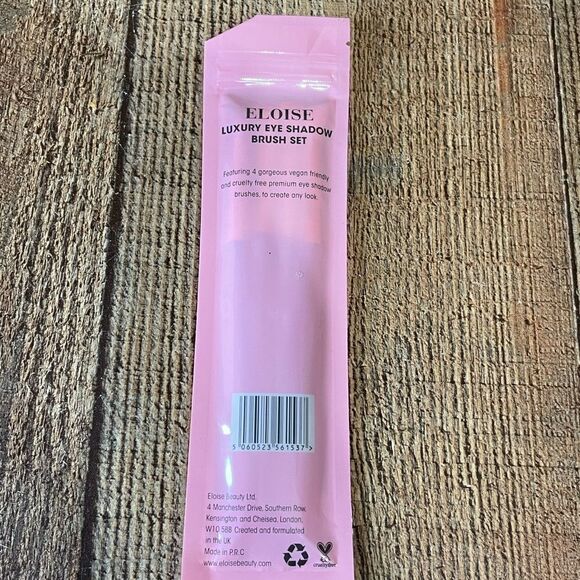 ELOISE
LUXURY EYE SHADOW
BRUSH SET
Featuring 4 gorgeous vegan friendly
and cruelty free premium eye shadow
brushes, to create any look.
5 060523 561537 >
Eloise Beauty Ltd.
4 Manchester Drive, Southern Row,
Kensington and Chelsea, London,
W10 5BB Created and formulated
in the UK
Made in P.R.C
www.eloisebeauty.com
crueltyfree